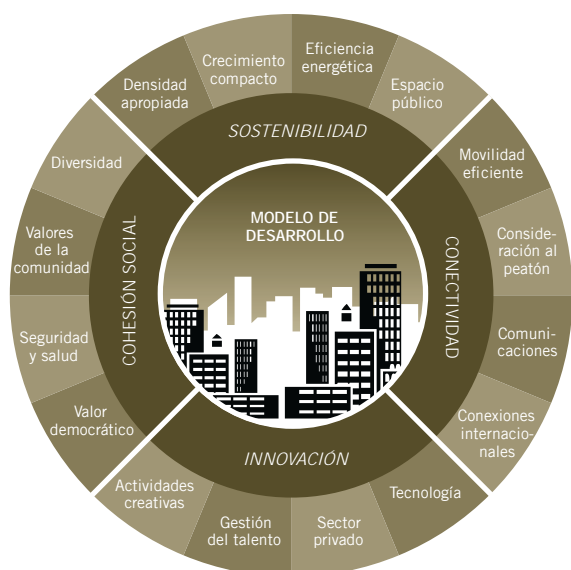 Densidad
apropiada
Crecimiento
compacto
Eficiencia
energética
Espacio
público
SOSTENIBILIDAD
Movilidad
eficiente
Conside-
ración al
peatón
Comuni-
caciones
Conexiones
internacio-
nales
CONECTIVIDAD
Tecnología
Sector
privado
Gestión
del talento
Actividades
creativas
INNOVACIÓN
Valor
democrático
Seguridad
y salud
Valores
de la
comunidad
Diversidad
COHESIÓN SOCIAL
MODELO DE
DESARROLLO